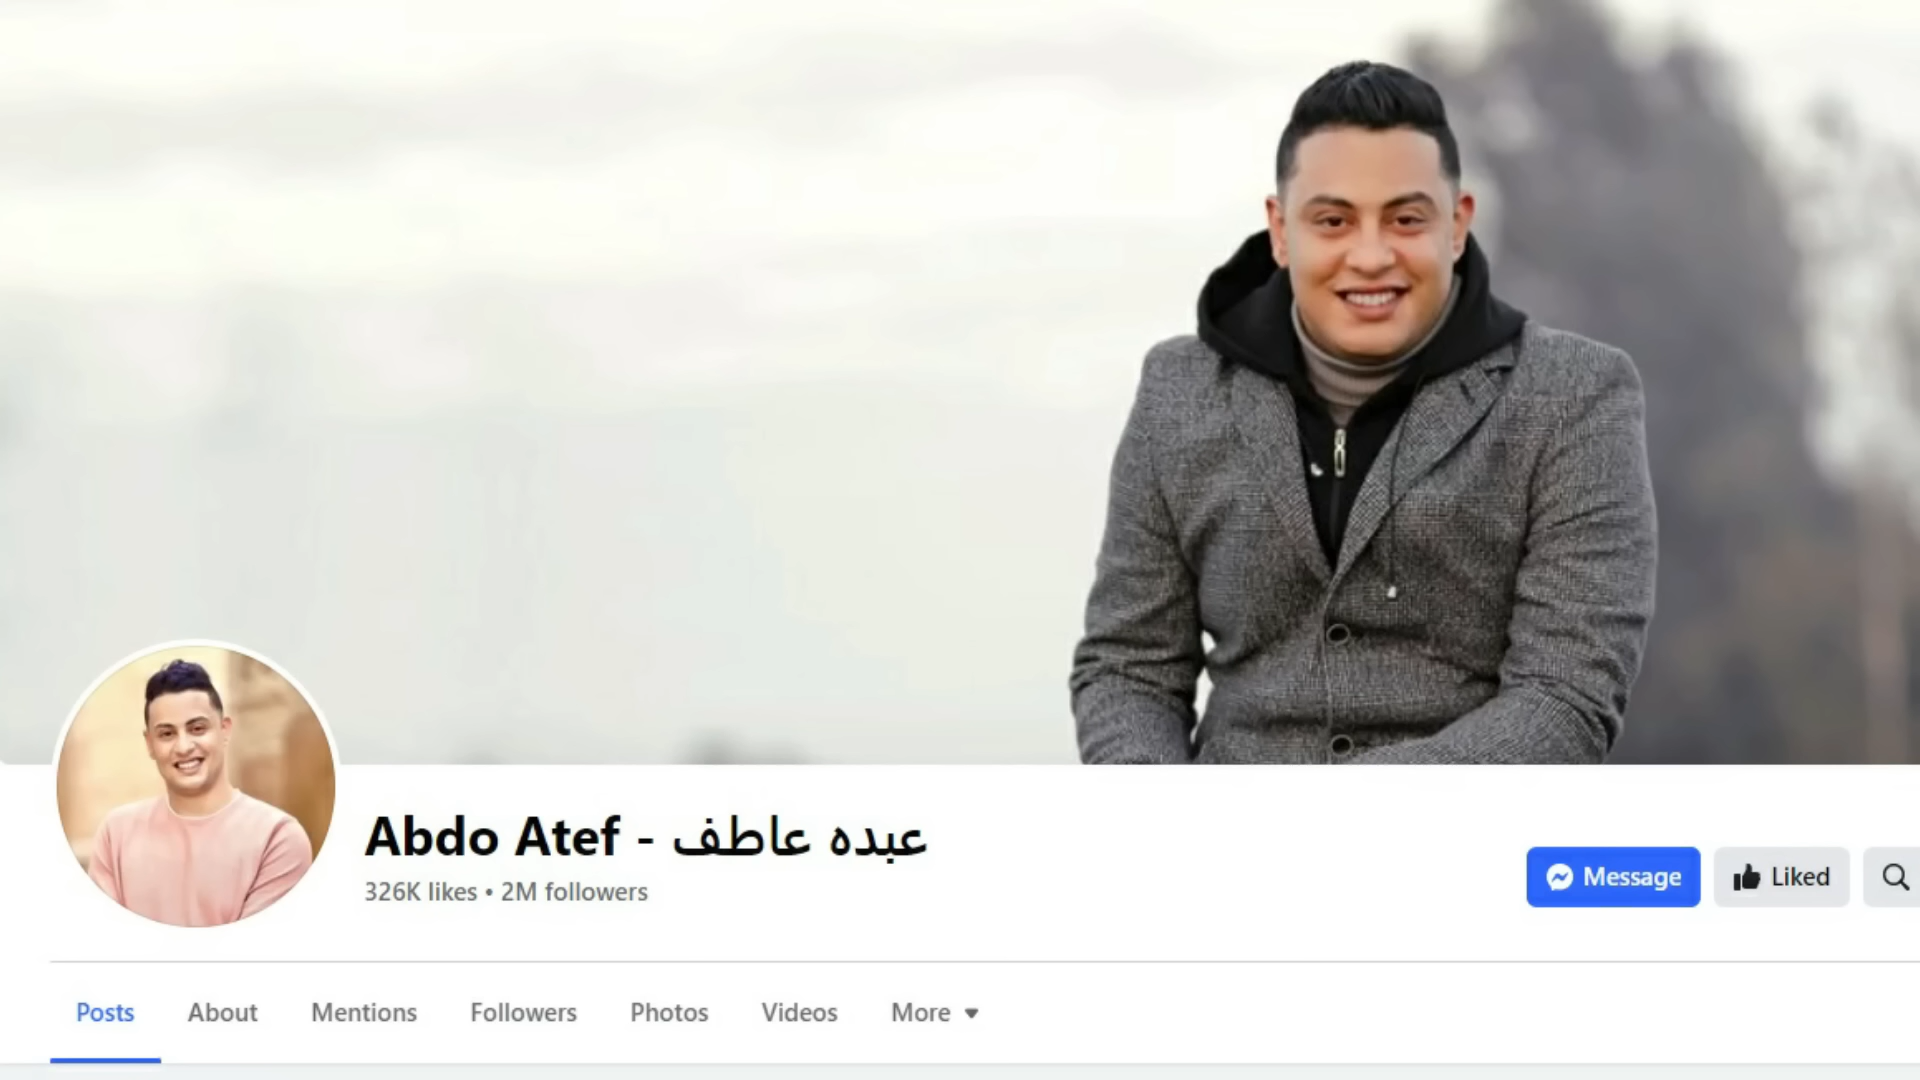 Abdo Atef - عبده عاطف
326K likes • 2M followers
Message
Liked
Posts
About
Mentions
Followers
Photos
Videos
More